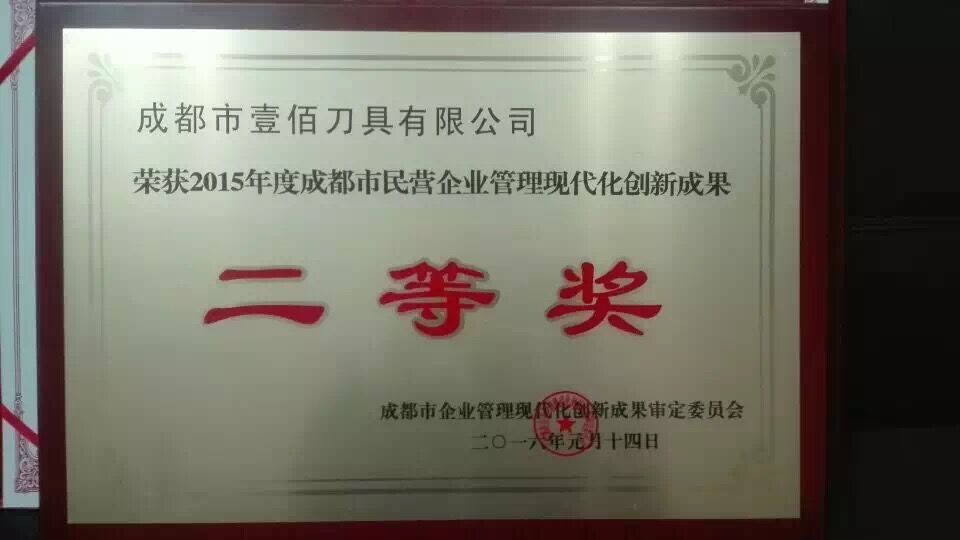 成都市壹佰刀具有限公司
荣获2015年度成都市民营企业管理现代化创新成果
二等奖
成都市企业管理现代化创新成果审定委员会
二〇一六年元月十四日